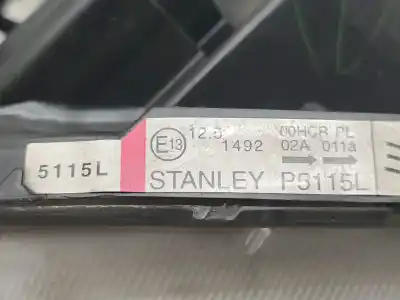 12.5 00HCR PL
E13 1492 02A 011a
5115L STANLEY P5115L